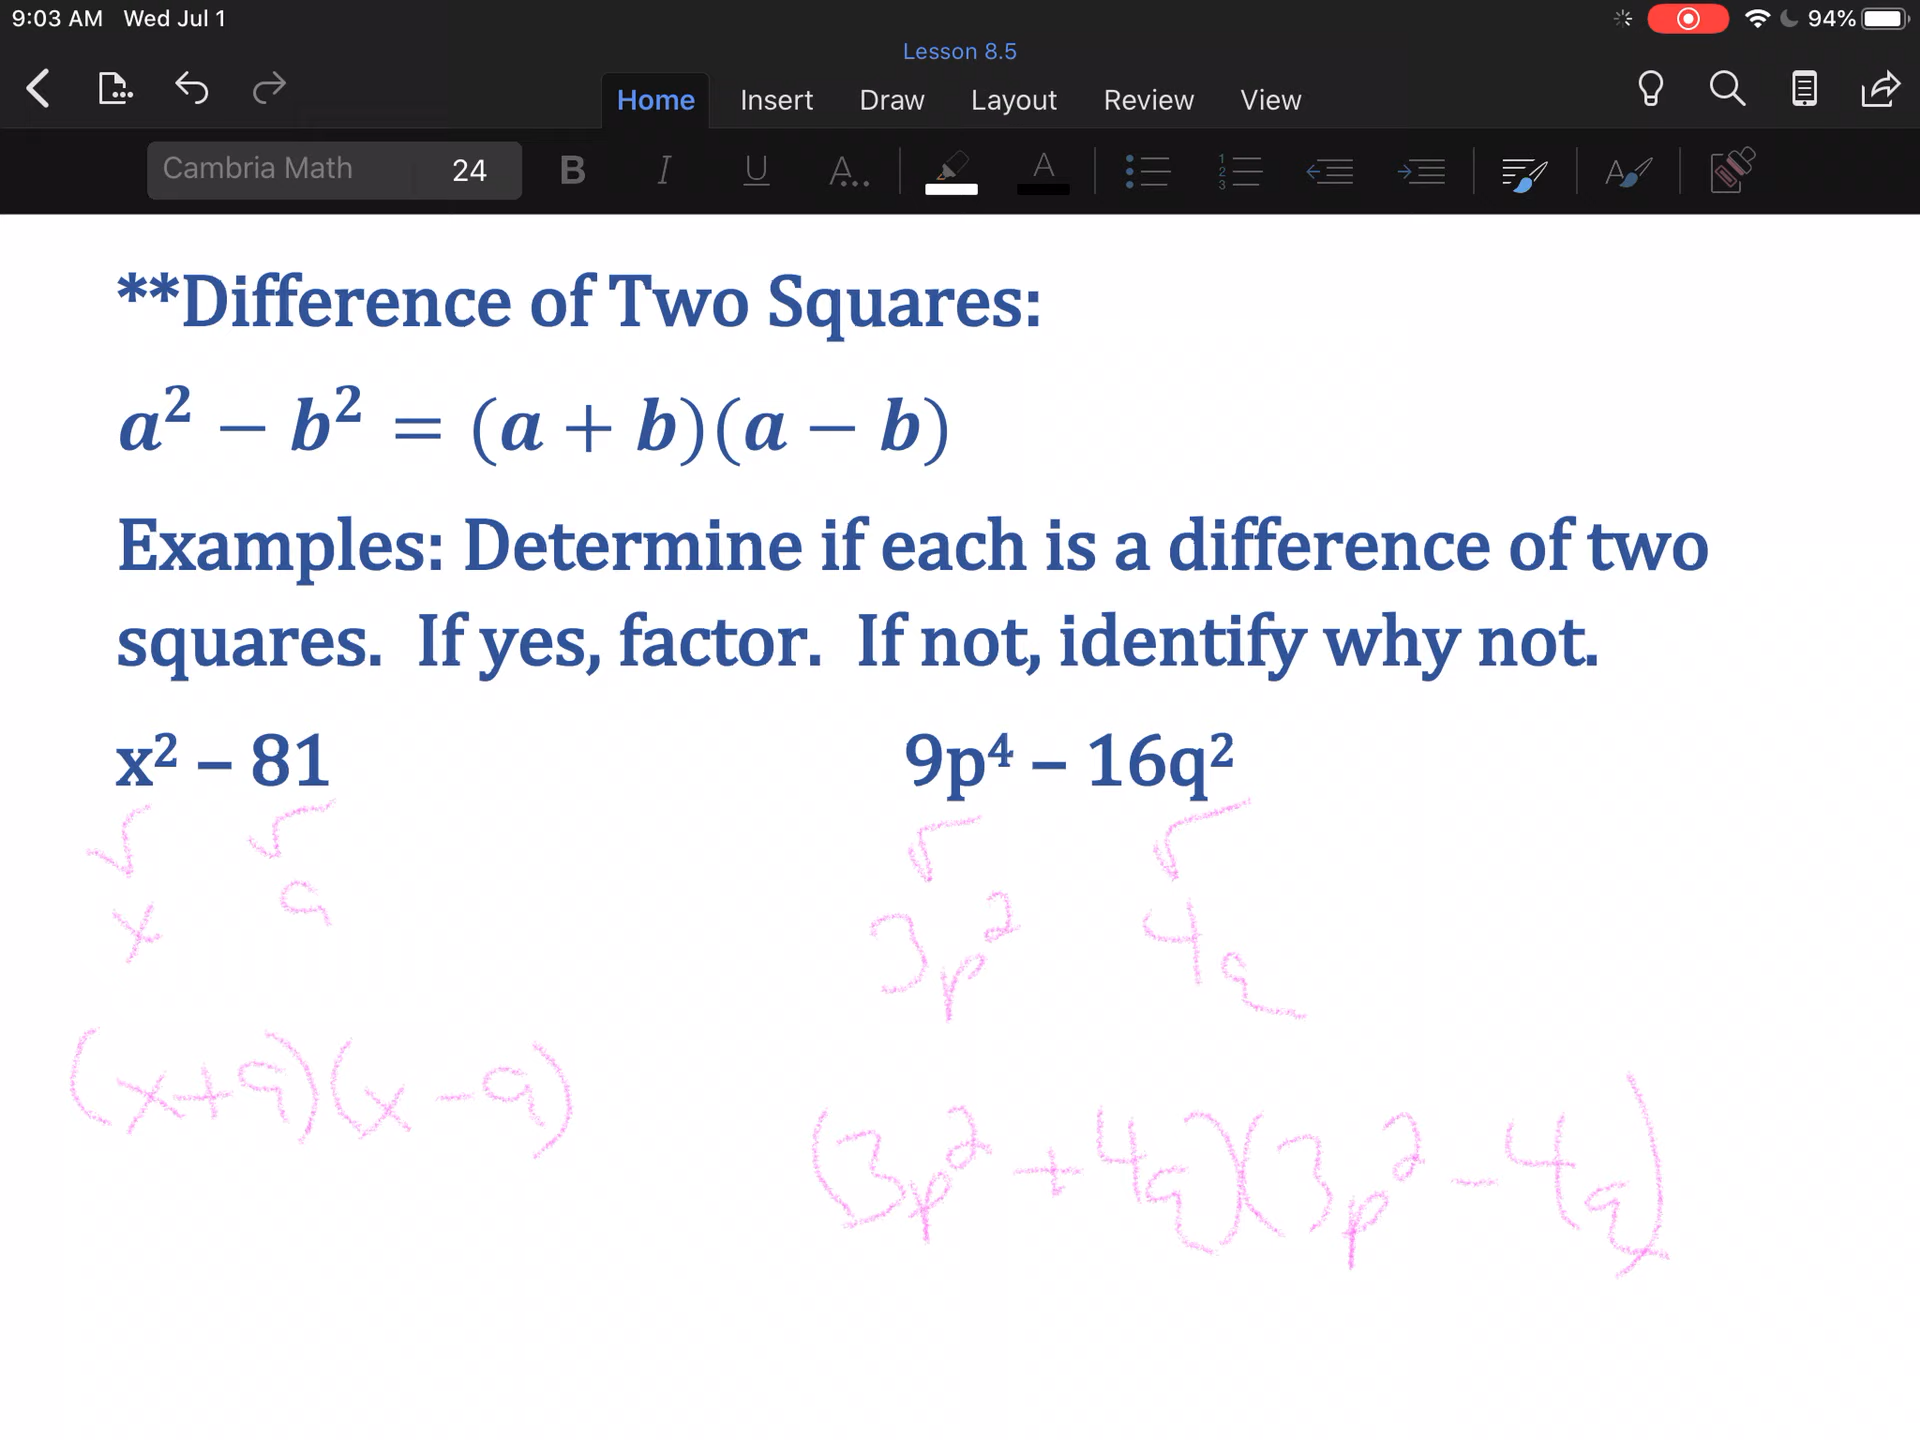 9:03 AM Wed Jul 1
94%
Lesson 8.5
Home Insert Draw Layout Review View
Cambria Math 24 B I U A... A
**Difference of Two Squares:
a² − b² = (a + b)(a − b)
Examples: Determine if each is a difference of two
squares. If yes, factor. If not, identify why not.
x² – 81 9p⁴ – 16q²
√ √ √ √
x 9 3p² 4q
(x+9)(x-9) (3p²+4q)(3p²-4q)